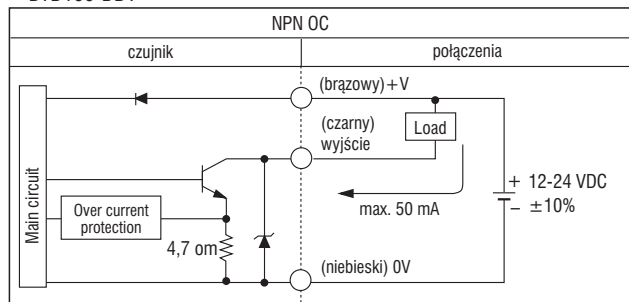 NPN OC
czujnik
połączenia
(brązowy)+V
(czarny)
wyjście
Load
Main circuit
Over current
protection
4,7 om
max. 50 mA
+ 12-24 VDC
– ±10%
(niebieski) 0V